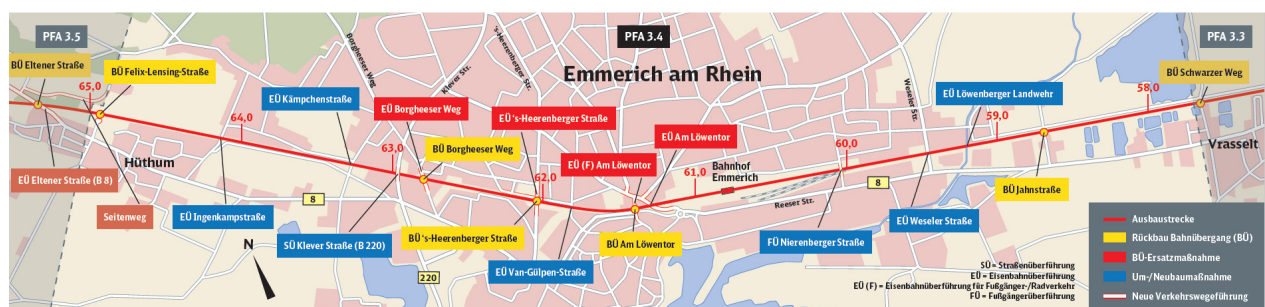 PFA 3.5
PFA 3.4
PFA 3.3
BÜ Eltener Straße
BÜ Felix-Lensing-Straße
65,0
Borgheeser Weg
Klever Str.
's-Heerenberger Str.
Emmerich am Rhein
Weseler Str.
BÜ Schwarzer Weg
58,0
EÜ Kämpchenstraße
EÜ Borgheeser Weg
EÜ 's-Heerenberger Straße
EÜ Löwenberger Landwehr
59,0
64,0
63,0
BÜ Borgheeser Weg
EÜ Am Löwentor
EÜ (F) Am Löwentor
60,0
Vrasselt
Hüthum
EÜ Eltener Straße (B 8)
62,0
61,0
Bahnhof
Emmerich
8
8
Reeser Str.
BÜ Jahnstraße
Seitenweg
EÜ Ingenkampstraße
EÜ Weseler Straße
N
SÜ Klever Straße (B 220)
BÜ 's-Heerenberger Straße
BÜ Am Löwentor
FÜ Nierenberger Straße
EÜ Van-Gülpen-Straße
220
SÜ = Straßenüberführung
EÜ = Eisenbahnüberführung
EÜ (F) = Eisenbahnüberführung für Fußgänger-/Radverkehr
FÜ = Fußgängerüberführung
Ausbaustrecke
Rückbau Bahnübergang (BÜ)
BÜ-Ersatzmaßnahme
Um-/Neubaumaßnahme
Neue Verkehrswegeführung